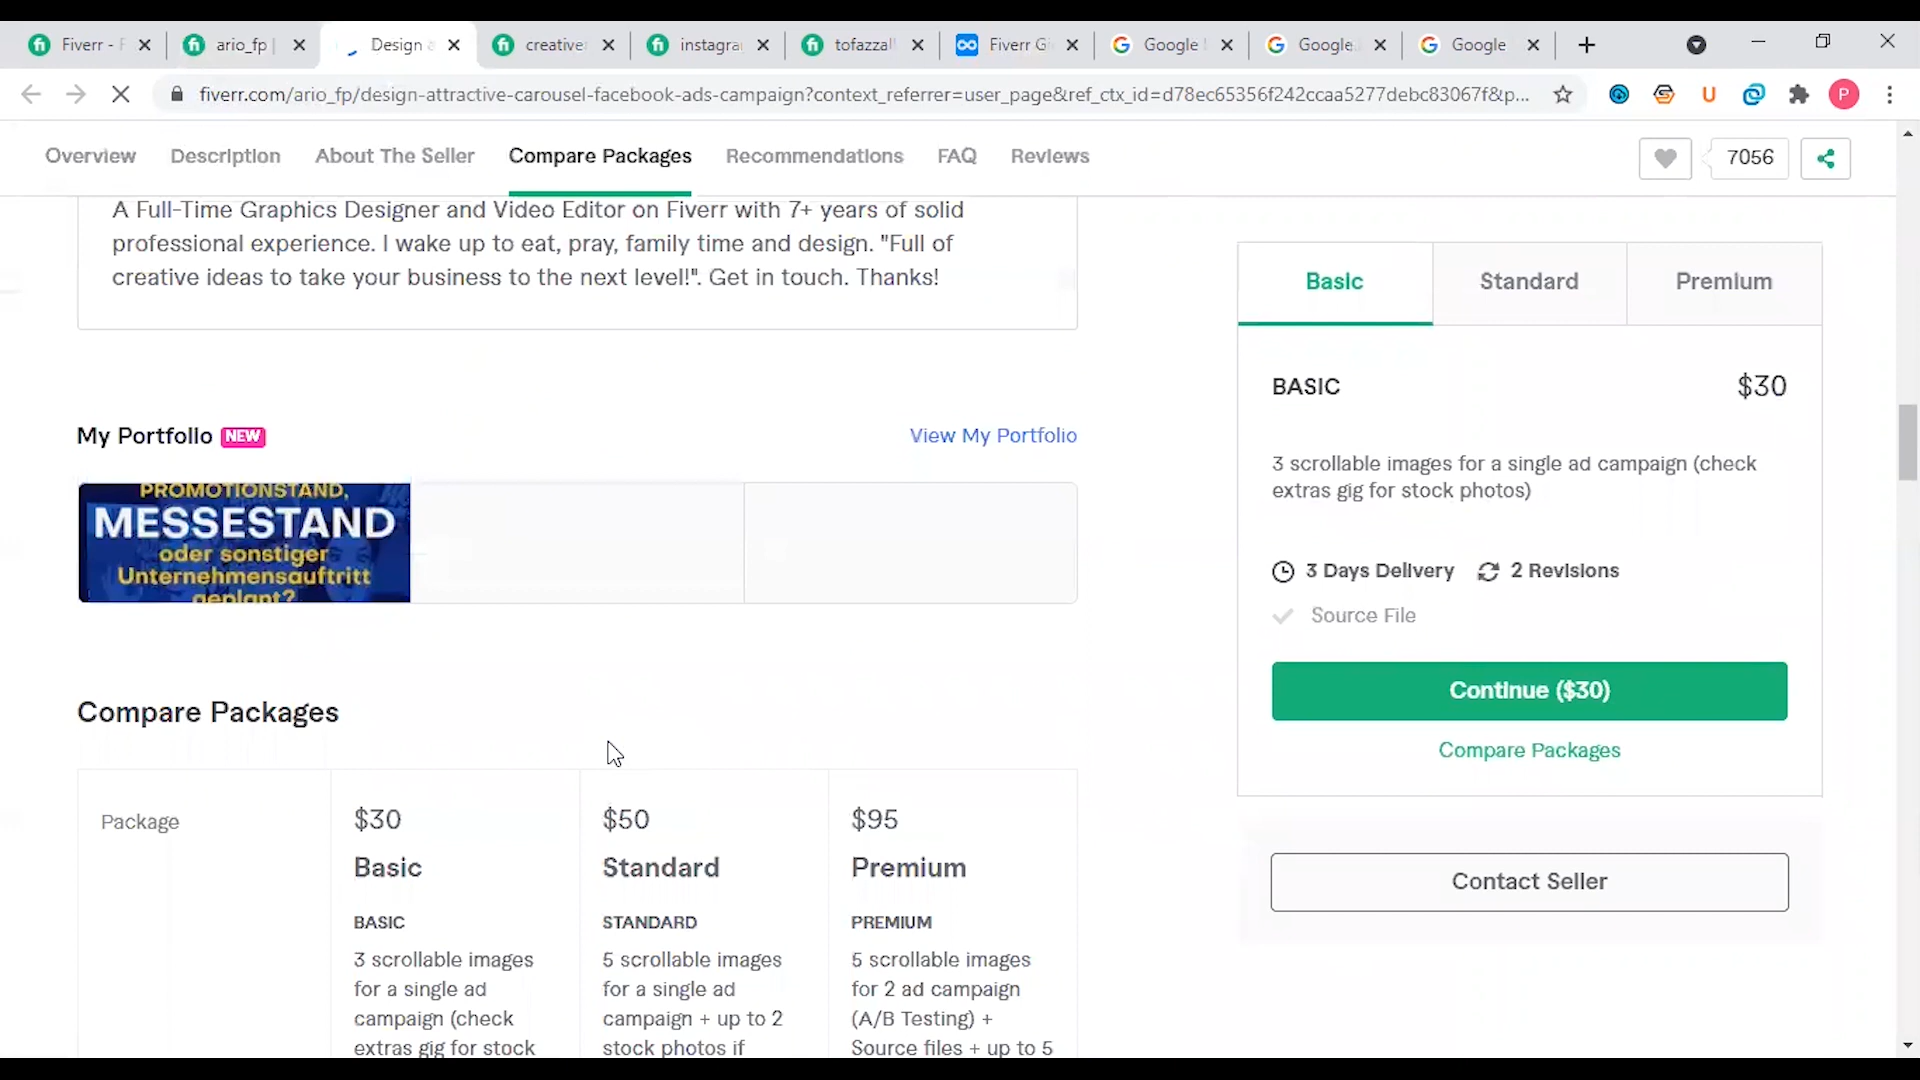 Fiverr - F
ario_fp |
Design a
creative
instagra
tofazzal
Fiverr Gi
Google
Google
Google
fiverr.com/ario_fp/design-attractive-carousel-facebook-ads-campaign?context_referrer=user_page&ref_ctx_id=d78ec65356f242ccaa5277debc83067f&p...
U
P
Overview
Description
About The Seller
Compare Packages
Recommendations
FAQ
Reviews
7056
A Full-Time Graphics Designer and Video Editor on Fiverr with 7+ years of solid
professional experience. I wake up to eat, pray, family time and design. "Full of
creative ideas to take your business to the next level!". Get in touch. Thanks!
My Portfolio NEW
View My Portfolio
PROMOTIONSTAND,
MESSESTAND
oder sonstiger
Unternehmensauftritt
geplant?
Compare Packages
Package
$30
Basic
BASIC
3 scrollable images
for a single ad
campaign (check
extras gig for stock
$50
Standard
STANDARD
5 scrollable images
for a single ad
campaign + up to 2
stock photos if
$95
Premium
PREMIUM
5 scrollable images
for 2 ad campaign
(A/B Testing) +
Source files + up to 5
Basic
Standard
Premium
BASIC
$30
3 scrollable images for a single ad campaign (check
extras gig for stock photos)
3 Days Delivery
2 Revisions
Source File
Continue ($30)
Compare Packages
Contact Seller